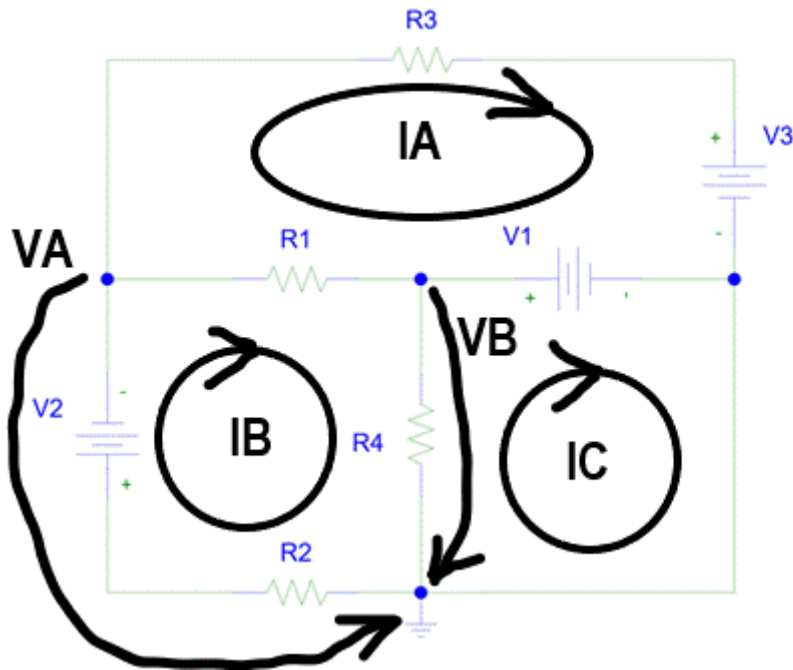 R3
+
V3
IA
-
R1
V1
VA
+
-
VB
-
V2
IB
R4
IC
+
R2